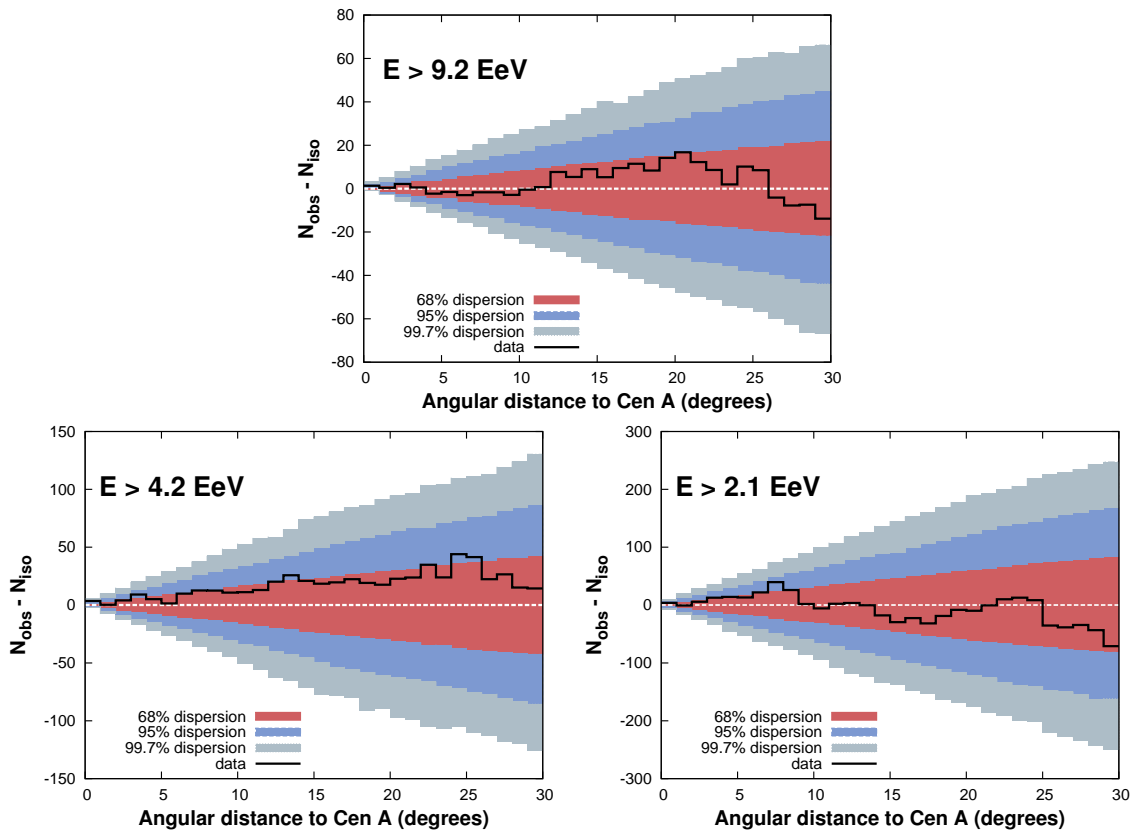 E > 9.2 EeV
N_obs - N_iso
80
60
40
20
0
-20
-40
-60
-80
68% dispersion
95% dispersion
99.7% dispersion
data
0 5 10 15 20 25 30
Angular distance to Cen A (degrees)
E > 4.2 EeV
N_obs - N_iso
150
100
50
0
-50
-100
-150
68% dispersion
95% dispersion
99.7% dispersion
data
0 5 10 15 20 25 30
Angular distance to Cen A (degrees)
E > 2.1 EeV
N_obs - N_iso
300
200
100
0
-100
-200
-300
68% dispersion
95% dispersion
99.7% dispersion
data
0 5 10 15 20 25 30
Angular distance to Cen A (degrees)